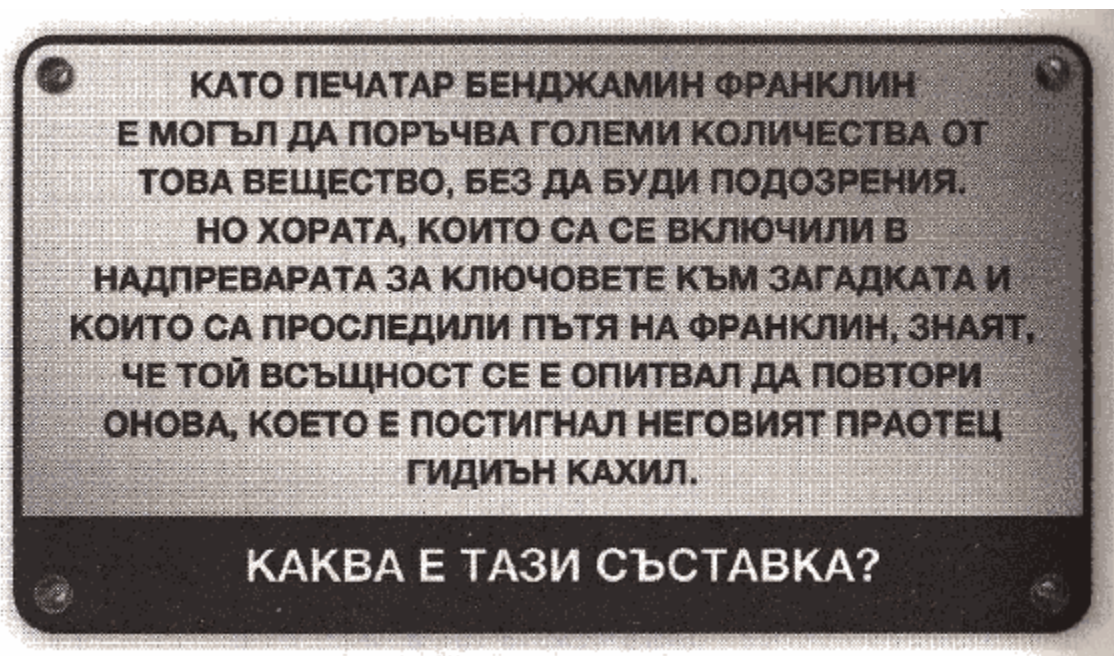 КАТО ПЕЧАТАР БЕНДЖАМИН ФРАНКЛИН
Е МОГЪЛ ДА ПОРЪЧВА ГОЛЕМИ КОЛИЧЕСТВА ОТ
ТОВА ВЕЩЕСТВО, БЕЗ ДА БУДИ ПОДОЗРЕНИЯ.
НО ХОРАТА, КОИТО СА СЕ ВКЛЮЧИЛИ В
НАДПРЕВАРАТА ЗА КЛЮЧОВЕТЕ КЪМ ЗАГАДКАТА И
КОИТО СА ПРОСЛЕДИЛИ ПЪТЯ НА ФРАНКЛИН, ЗНАЯТ,
ЧЕ ТОЙ ВСЪЩНОСТ СЕ Е ОПИТВАЛ ДА ПОВТОРИ
ОНОВА, КОЕТО Е ПОСТИГНАЛ НЕГОВИЯТ ПРАОТЕЦ
ГИДИЪН КАХИЛ.
КАКВА Е ТАЗИ СЪСТАВКА?